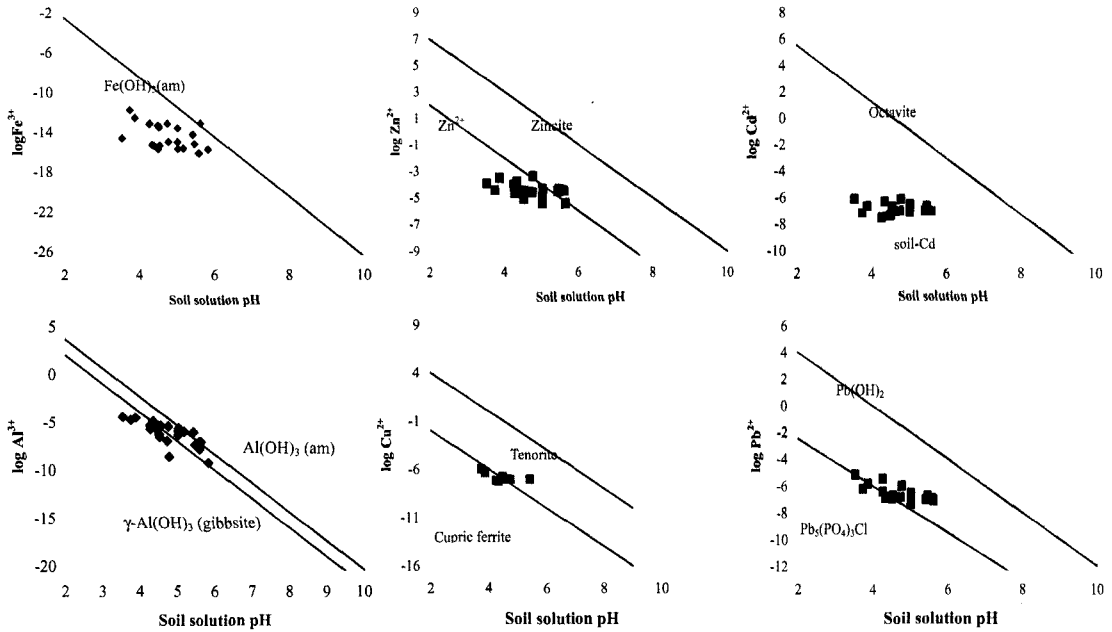 -2
-6
-10
-14
-18
-22
-26
logFe³⁺
Fe(OH)₃(am)
2 4 6 8 10
Soil solution pH
9
7
5
3
1
-1
-3
-5
-7
-9
log Zn²⁺
Zn²⁺
Zincite
2 4 6 8 10
Soil solution pH
8
6
4
2
0
-2
-4
-6
-8
-10
log Cd²⁺
Octavite
soil-Cd
2 4 6 8 10
Soil solution pH
5
0
-5
-10
-15
-20
log Al³⁺
Al(OH)₃ (am)
γ-Al(OH)₃ (gibbsite)
2 3 4 5 6 7 8 9 10
Soil solution pH
9
4
-1
-6
-11
-16
log Cu²⁺
Tenorite
Cupric ferrite
2 4 6 8 10
Soil solution pH
6
4
2
0
-2
-4
-6
-8
-10
-12
log Pb²⁺
Pb(OH)₂
Pb₅(PO₄)₃Cl
2 4 6 8 10
Soil solution pH